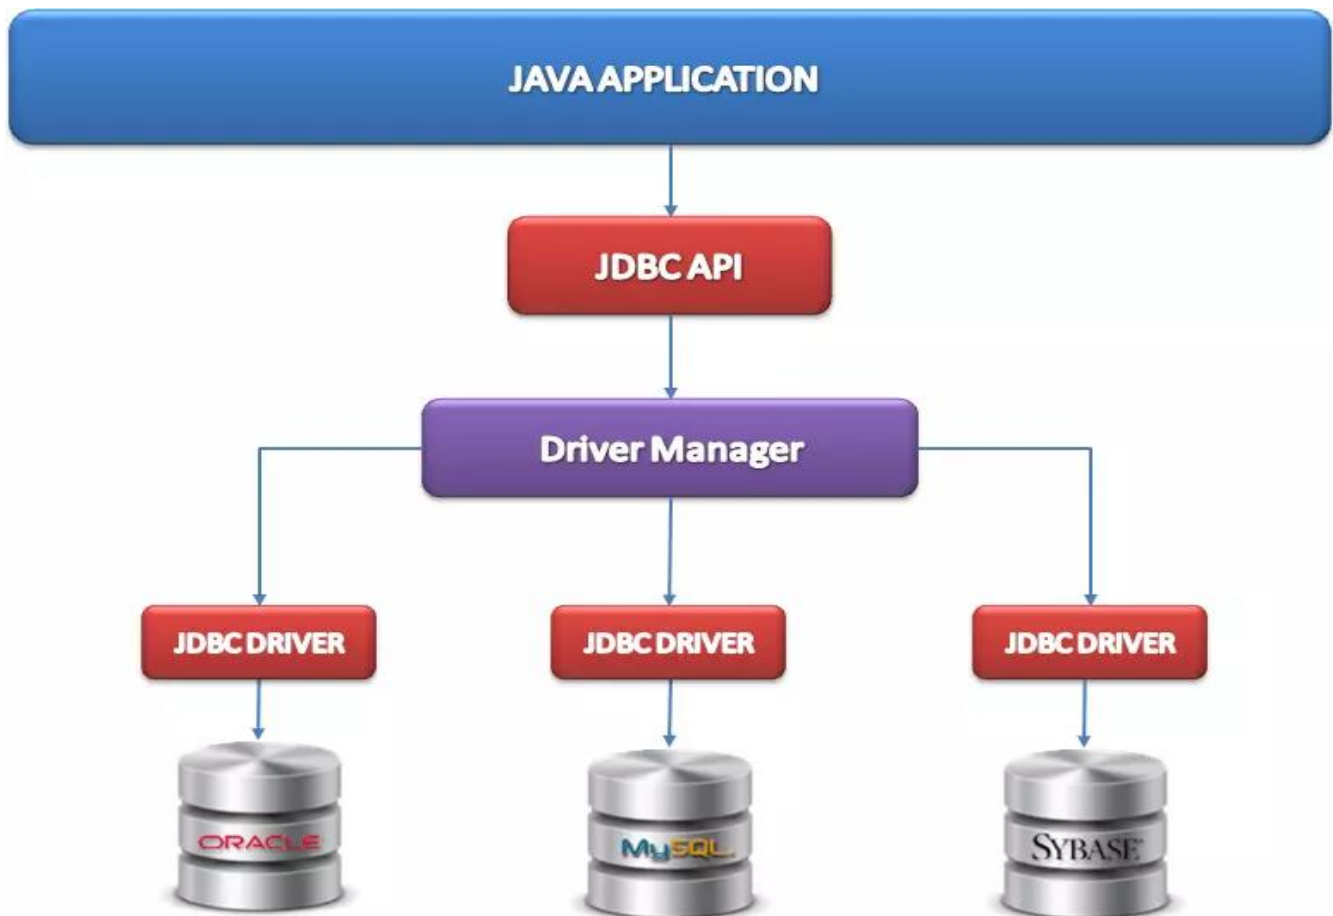 JAVA APPLICATION
JDBC API
Driver Manager
JDBC DRIVER
JDBC DRIVER
JDBC DRIVER
ORACLE
MySQL
SYBASE